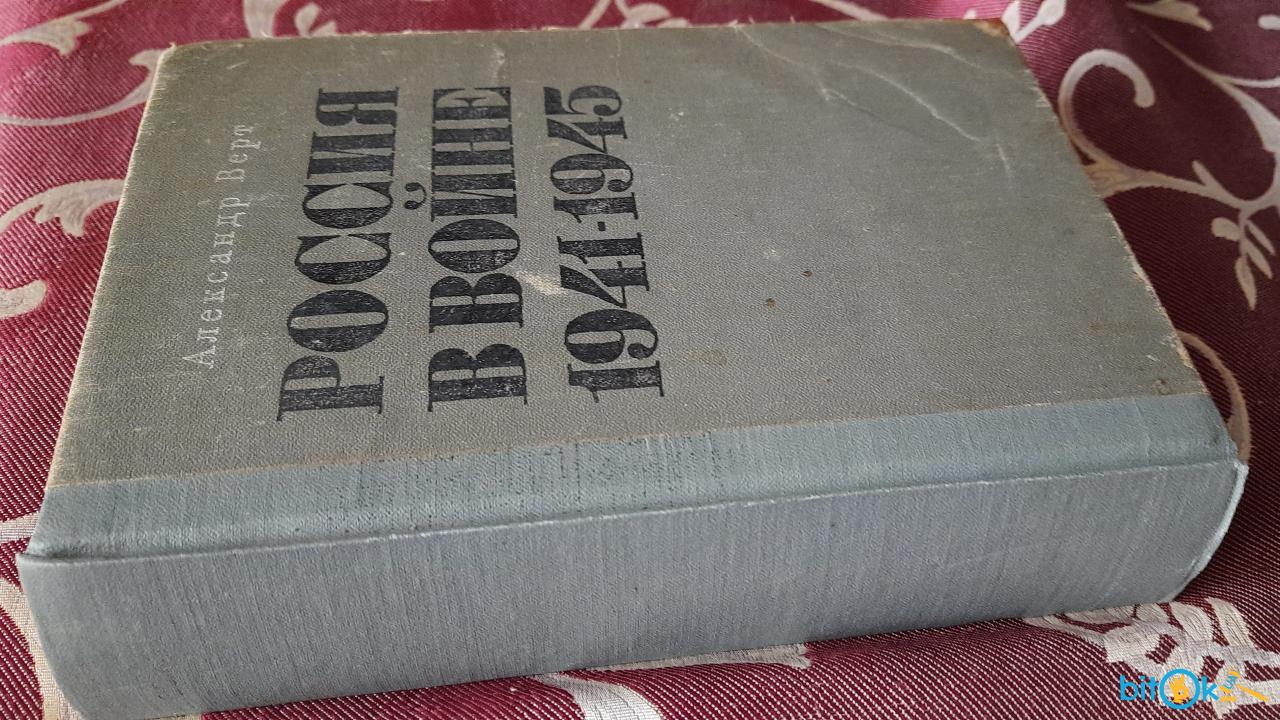 Александр Верт
РОССИЯ
В ВОЙНЕ
1941-1945
bitOk